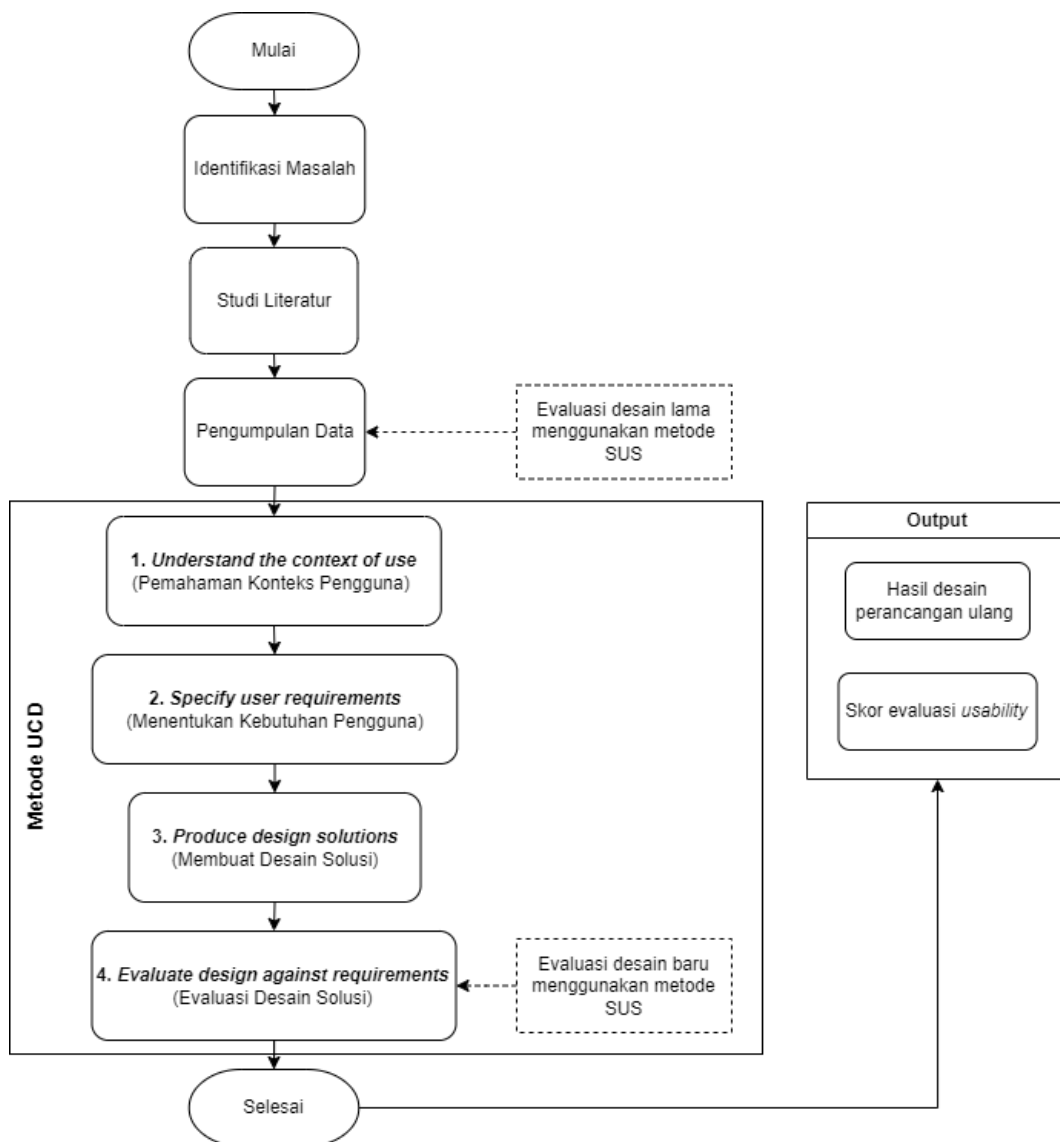 Mulai
Identifikasi Masalah
Studi Literatur
Pengumpulan Data
Evaluasi desain lama
menggunakan metode
SUS
Metode UCD
1. Understand the context of use
(Pemahaman Konteks Pengguna)
2. Specify user requirements
(Menentukan Kebutuhan Pengguna)
3. Produce design solutions
(Membuat Desain Solusi)
4. Evaluate design against requirements
(Evaluasi Desain Solusi)
Evaluasi desain baru
menggunakan metode
SUS
Selesai
Output
Hasil desain
perancangan ulang
Skor evaluasi usability